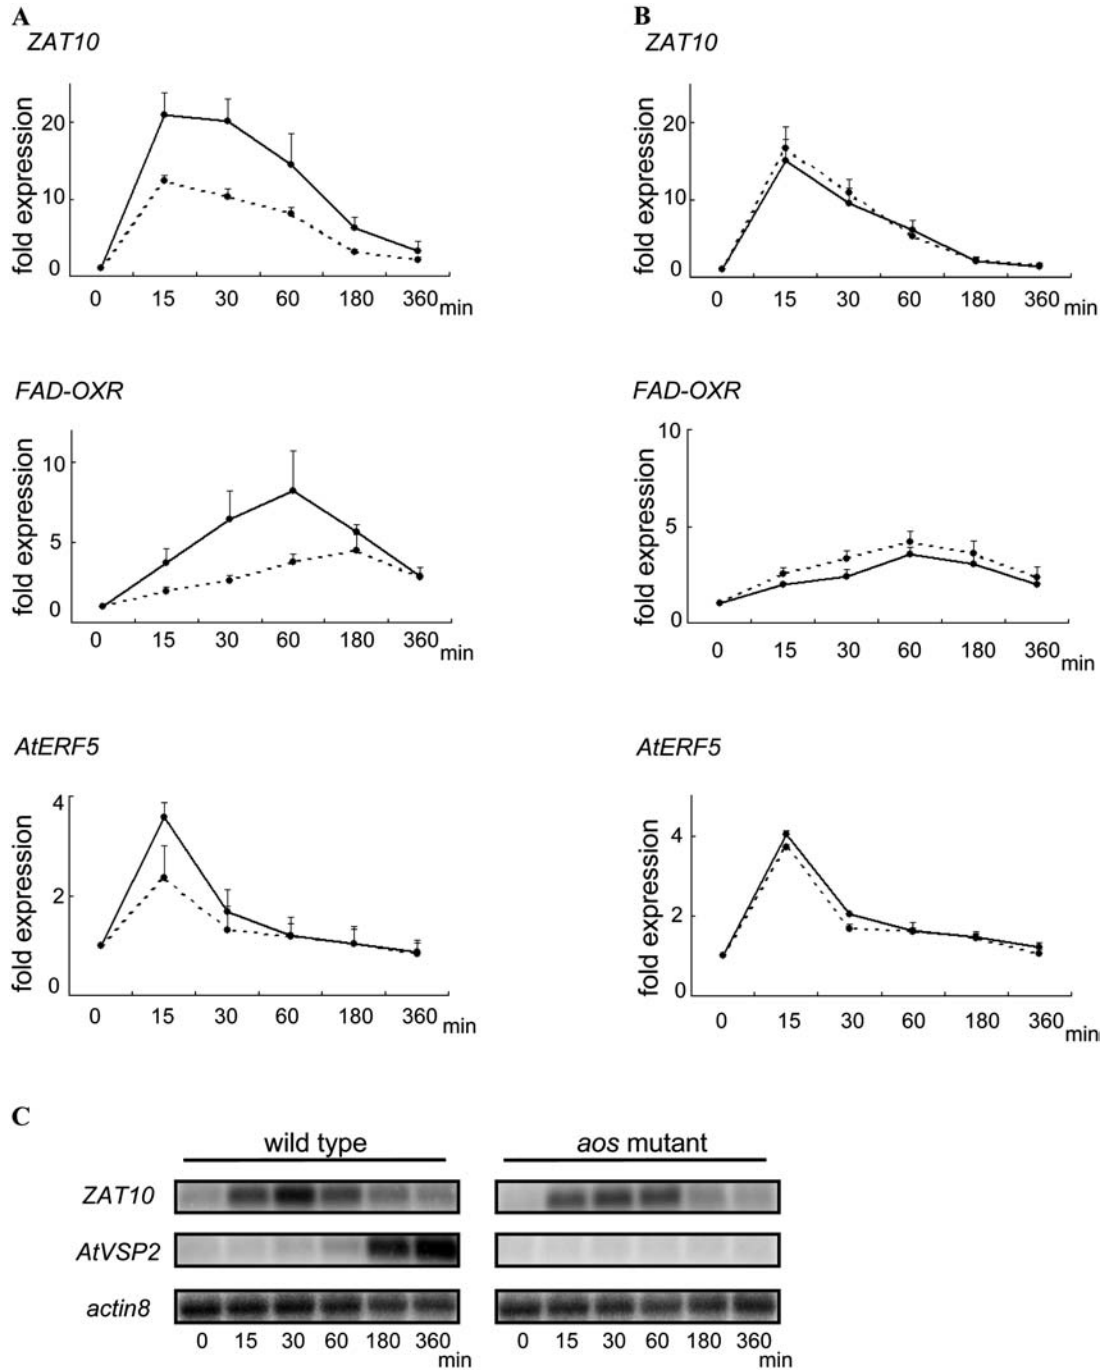 A
ZAT10
fold expression
20
10
0
0 15 30 60 180 360 min
FAD-OXR
fold expression
10
5
0
0 15 30 60 180 360 min
AtERF5
fold expression
4
2
0
0 15 30 60 180 360 min
B
ZAT10
fold expression
20
10
0
0 15 30 60 180 360 min
FAD-OXR
fold expression
10
5
0
0 15 30 60 180 360 min
AtERF5
fold expression
4
2
0
0 15 30 60 180 360 min
C
wild type aos mutant
ZAT10
AtVSP2
actin8
0 15 30 60 180 360 min 0 15 30 60 180 360 min